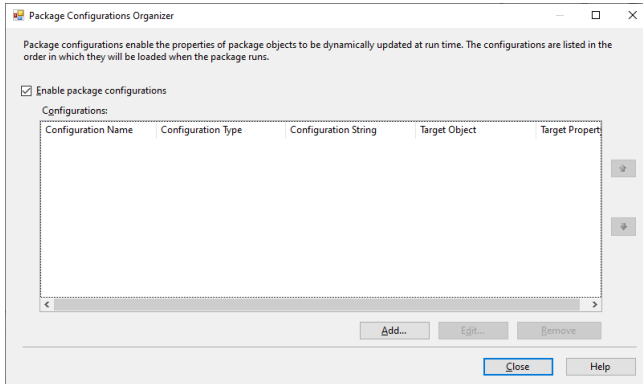 Package Configurations Organizer
Package configurations enable the properties of package objects to be dynamically updated at run time. The configurations are listed in the
order in which they will be loaded when the package runs.
Enable package configurations
Configurations:
Configuration Name Configuration Type Configuration String Target Object Target Property
Add... Edit... Remove
Close Help